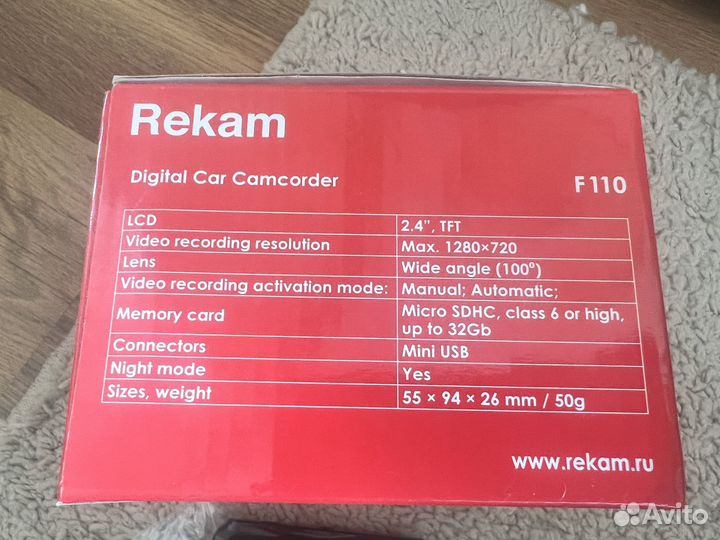 Rekam
Digital Car Camcorder F110
LCD 2.4", TFT
Video recording resolution Max. 1280×720
Lens Wide angle (100º)
Video recording activation mode: Manual; Automatic;
Memory card Micro SDHC, class 6 or high,
up to 32Gb
Connectors Mini USB
Night mode Yes
Sizes, weight 55 × 94 × 26 mm / 50g
www.rekam.ru
Avito